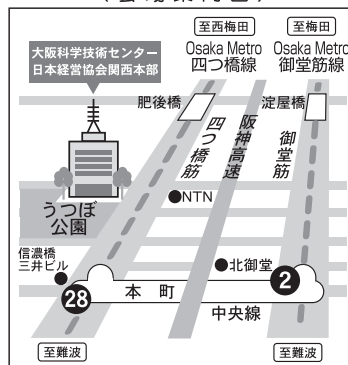 至西梅田
至梅田
大阪科学技術センター
日本経営協会関西本部
Osaka Metro
四つ橋線
Osaka Metro
御堂筋線
肥後橋
淀屋橋
四つ橋筋
阪神高速
御堂筋
うつぼ
公園
NTN
信濃橋
三井ビル
北御堂
28
本町
2
中央線
至難波
至難波